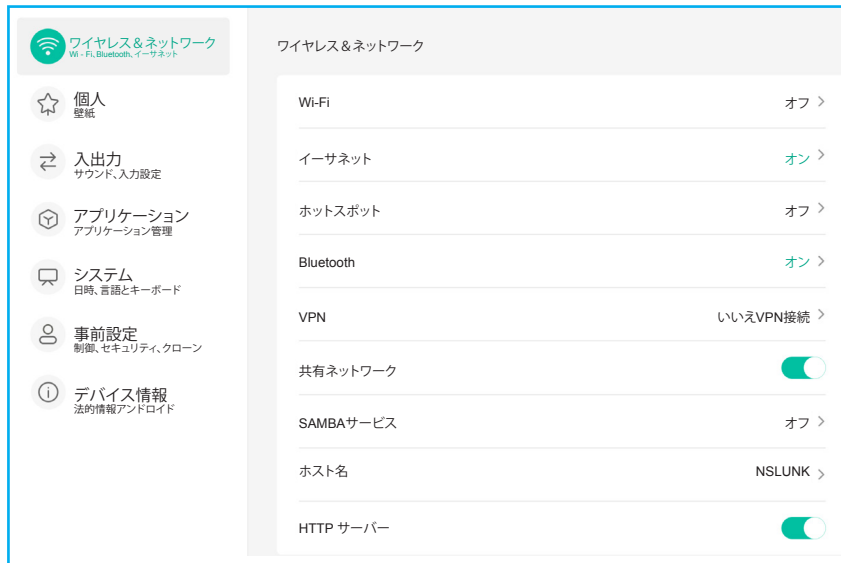 ワイヤレス＆ネットワーク
Wi - Fi、Bluetooth、イーサネット
個人
壁紙
入出力
サウンド、入力設定
アプリケーション
アプリケーション管理
システム
日時、言語とキーボード
事前設定
制御、セキュリティ、クローン
デバイス情報
法的情報アンドロイド
ワイヤレス＆ネットワーク
Wi-Fi オフ
イーサネット オン
ホットスポット オフ
Bluetooth オン
VPN いいえVPN接続
共有ネットワーク
SAMBAサービス オフ
ホスト名 NSLUNK
HTTP サーバー